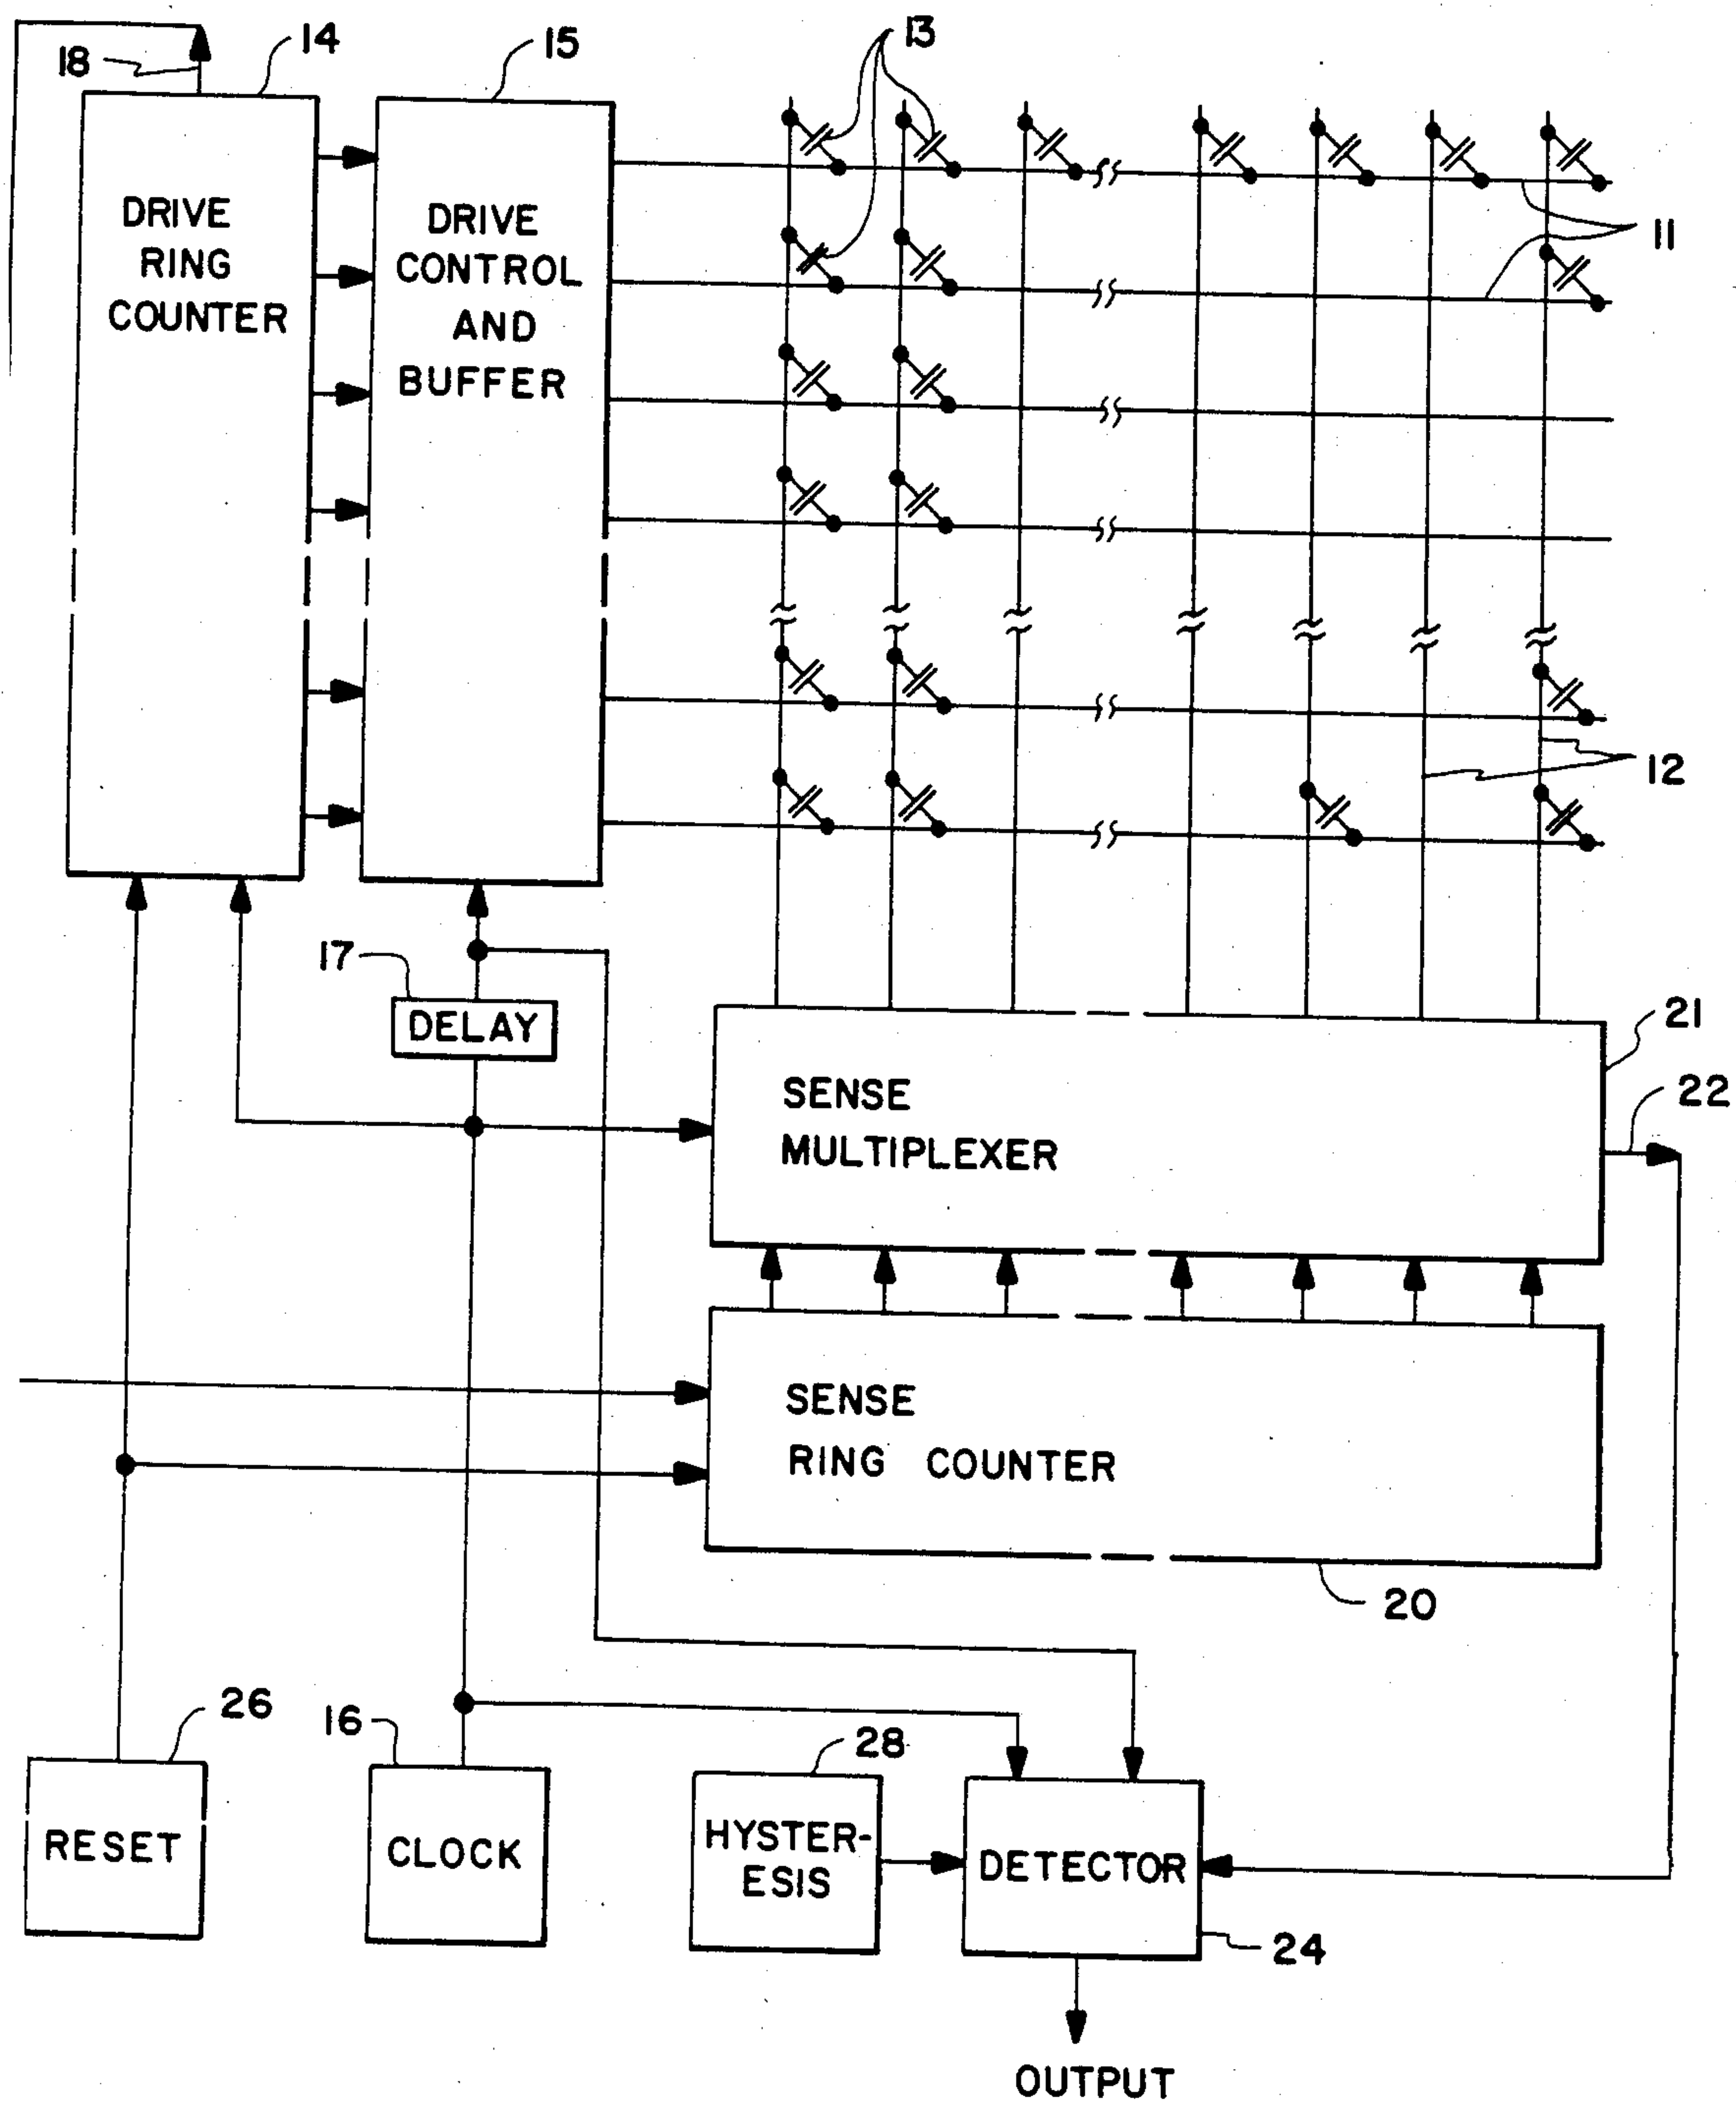 18
14
15
13
DRIVE
RING
COUNTER
DRIVE
CONTROL
AND
BUFFER
11
12
17
DELAY
21
22
SENSE
MULTIPLEXER
SENSE
RING COUNTER
20
26
16
28
RESET
CLOCK
HYSTER-
ESIS
DETECTOR
24
OUTPUT